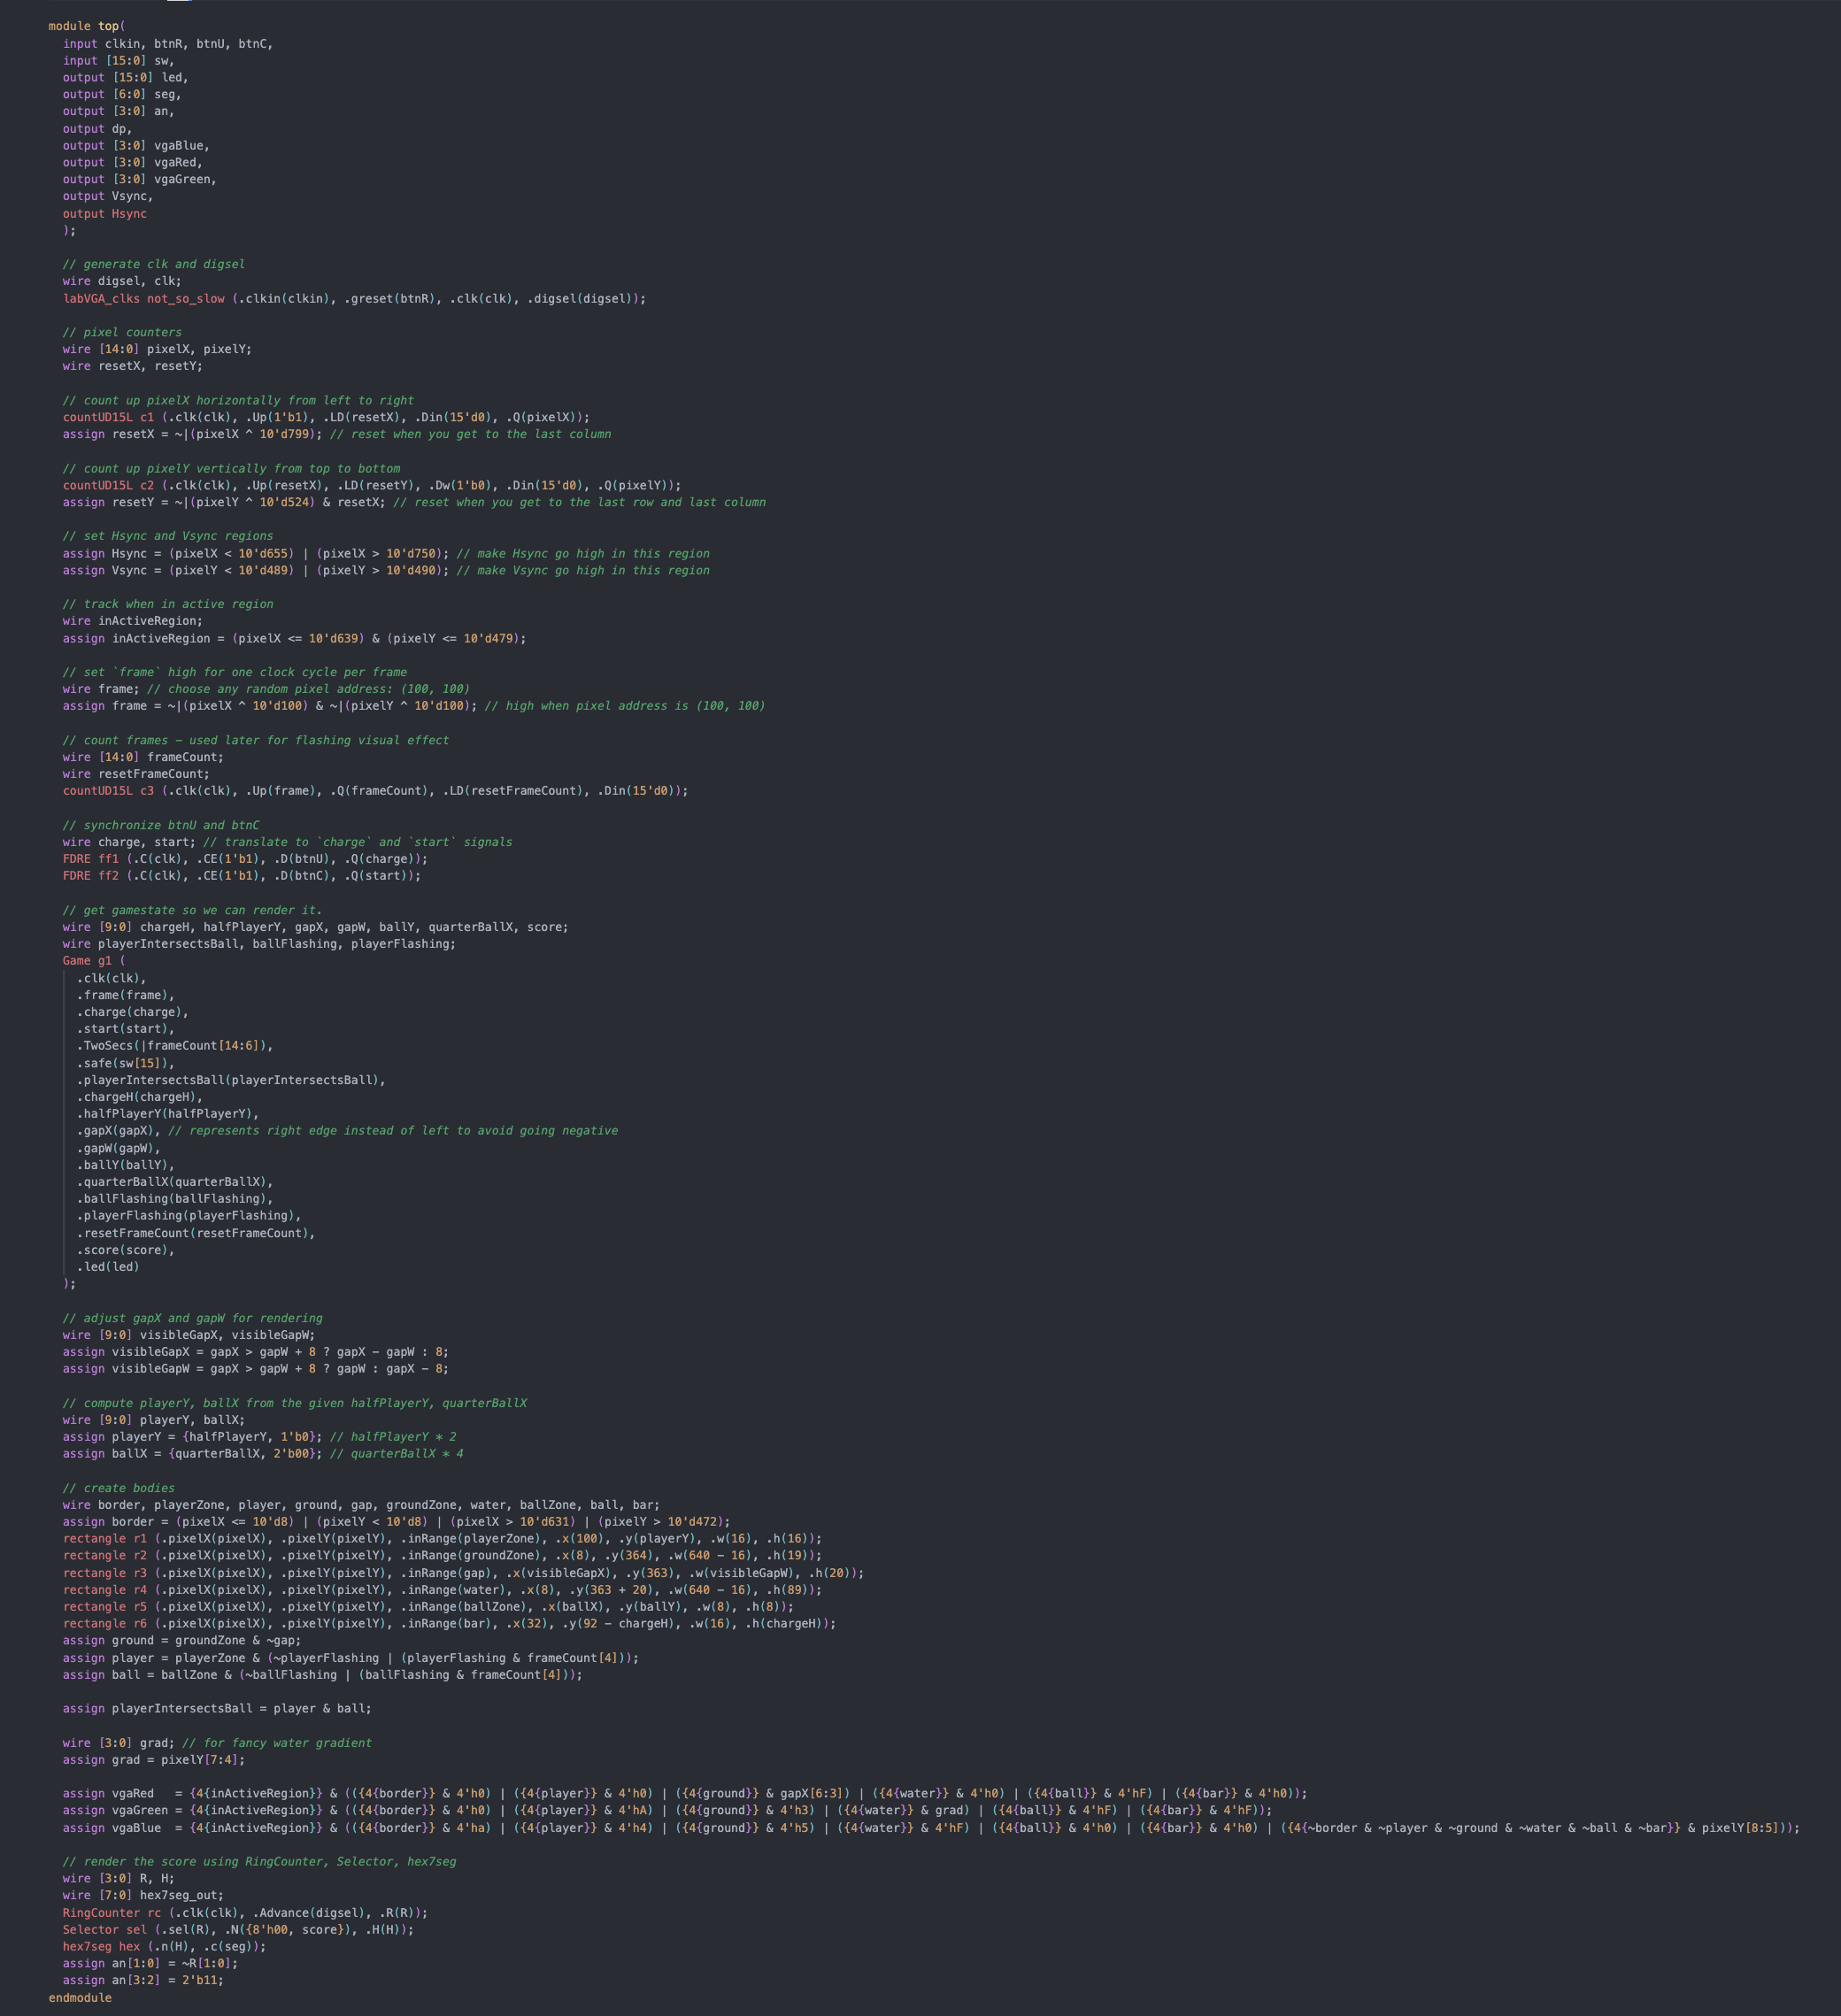 module top(
input clkin, btnR, btnU, btnC,
input [15:0] sw,
output [15:0] led,
output [6:0] seg,
output [3:0] an,
output dp,
output [3:0] vgaBlue,
output [3:0] vgaRed,
output [3:0] vgaGreen,
output Vsync,
output Hsync
);
// generate clk and digsel
wire digsel, clk;
labVGA_clks not_so_slow (.clkin(clkin), .greset(btnR), .clk(clk), .digsel(digsel));
// pixel counters
wire [14:0] pixelX, pixelY;
wire resetX, resetY;
// count up pixelX horizontally from left to right
countUD15L c1 (.clk(clk), .Up(1'b1), .LD(resetX), .Din(15'd0), .Q(pixelX));
assign resetX = ~|(pixelX ^ 10'd799); // reset when you get to the last column
// count up pixelY vertically from top to bottom
countUD15L c2 (.clk(clk), .Up(resetX), .LD(resetY), .Dw(1'b0), .Din(15'd0), .Q(pixelY));
assign resetY = ~|(pixelY ^ 10'd524) & resetX; // reset when you get to the last row and last column
// set Hsync and Vsync regions
assign Hsync = (pixelX < 10'd655) | (pixelX > 10'd750); // make Hsync go high in this region
assign Vsync = (pixelY < 10'd489) | (pixelY > 10'd490); // make Vsync go high in this region
// track when in active region
wire inActiveRegion;
assign inActiveRegion = (pixelX <= 10'd639) & (pixelY <= 10'd479);
// set `frame` high for one clock cycle per frame
wire frame; // choose any random pixel address: (100, 100)
assign frame = ~|(pixelX ^ 10'd100) & ~|(pixelY ^ 10'd100); // high when pixel address is (100, 100)
// count frames – used later for flashing visual effect
wire [14:0] frameCount;
wire resetFrameCount;
countUD15L c3 (.clk(clk), .Up(frame), .Q(frameCount), .LD(resetFrameCount), .Din(15'd0));
// synchronize btnU and btnC
wire charge, start; // translate to `charge` and `start` signals
FDRE ff1 (.C(clk), .CE(1'b1), .D(btnU), .Q(charge));
FDRE ff2 (.C(clk), .CE(1'b1), .D(btnC), .Q(start));
// get gamestate so we can render it.
wire [9:0] chargeH, halfPlayerY, gapX, gapW, ballY, quarterBallX, score;
wire playerIntersectsBall, ballFlashing, playerFlashing;
Game g1 (
.clk(clk),
.frame(frame),
.charge(charge),
.start(start),
.TwoSecs(|frameCount[14:6]),
.safe(sw[15]),
.playerIntersectsBall(playerIntersectsBall),
.chargeH(chargeH),
.halfPlayerY(halfPlayerY),
.gapX(gapX), // represents right edge instead of left to avoid going negative
.gapW(gapW),
.ballY(ballY),
.quarterBallX(quarterBallX),
.ballFlashing(ballFlashing),
.playerFlashing(playerFlashing),
.resetFrameCount(resetFrameCount),
.score(score),
.led(led)
);
// adjust gapX and gapW for rendering
wire [9:0] visibleGapX, visibleGapW;
assign visibleGapX = gapX > gapW + 8 ? gapX - gapW : 8;
assign visibleGapW = gapX > gapW + 8 ? gapW : gapX - 8;
// compute playerY, ballX from the given halfPlayerY, quarterBallX
wire [9:0] playerY, ballX;
assign playerY = {halfPlayerY, 1'b0}; // halfPlayerY * 2
assign ballX = {quarterBallX, 2'b00}; // quarterBallX * 4
// create bodies
wire border, playerZone, player, ground, gap, groundZone, water, ballZone, ball, bar;
assign border = (pixelX <= 10'd8) | (pixelY < 10'd8) | (pixelX > 10'd631) | (pixelY > 10'd472);
rectangle r1 (.pixelX(pixelX), .pixelY(pixelY), .inRange(playerZone), .x(100), .y(playerY), .w(16), .h(16));
rectangle r2 (.pixelX(pixelX), .pixelY(pixelY), .inRange(groundZone), .x(8), .y(364), .w(640 - 16), .h(19));
rectangle r3 (.pixelX(pixelX), .pixelY(pixelY), .inRange(gap), .x(visibleGapX), .y(363), .w(visibleGapW), .h(20));
rectangle r4 (.pixelX(pixelX), .pixelY(pixelY), .inRange(water), .x(8), .y(363 + 20), .w(640 - 16), .h(89));
rectangle r5 (.pixelX(pixelX), .pixelY(pixelY), .inRange(ballZone), .x(ballX), .y(ballY), .w(8), .h(8));
rectangle r6 (.pixelX(pixelX), .pixelY(pixelY), .inRange(bar), .x(32), .y(92 - chargeH), .w(16), .h(chargeH));
assign ground = groundZone & ~gap;
assign player = playerZone & (~playerFlashing | (playerFlashing & frameCount[4]));
assign ball = ballZone & (~ballFlashing | (ballFlashing & frameCount[4]));
assign playerIntersectsBall = player & ball;
wire [3:0] grad; // for fancy water gradient
assign grad = pixelY[7:4];
assign vgaRed   = {4{inActiveRegion}} & (({4{border}} & 4'h0) | ({4{player}} & 4'h0) | ({4{ground}} & gapX[6:3]) | ({4{water}} & 4'h0) | ({4{ball}} & 4'hF) | ({4{bar}} & 4'h0));
assign vgaGreen = {4{inActiveRegion}} & (({4{border}} & 4'h0) | ({4{player}} & 4'hA) | ({4{ground}} & 4'h3) | ({4{water}} & grad) | ({4{ball}} & 4'hF) | ({4{bar}} & 4'hF));
assign vgaBlue  = {4{inActiveRegion}} & (({4{border}} & 4'ha) | ({4{player}} & 4'h4) | ({4{ground}} & 4'h5) | ({4{water}} & 4'hF) | ({4{ball}} & 4'h0) | ({4{bar}} & 4'h0) | ({4{~border & ~player & ~ground & ~water & ~ball & ~bar}} & pixelY[8:5]));
// render the score using RingCounter, Selector, hex7seg
wire [3:0] R, H;
wire [7:0] hex7seg_out;
RingCounter rc (.clk(clk), .Advance(digsel), .R(R));
Selector sel (.sel(R), .N({8'h00, score}), .H(H));
hex7seg hex (.n(H), .c(seg));
assign an[1:0] = ~R[1:0];
assign an[3:2] = 2'b11;
endmodule